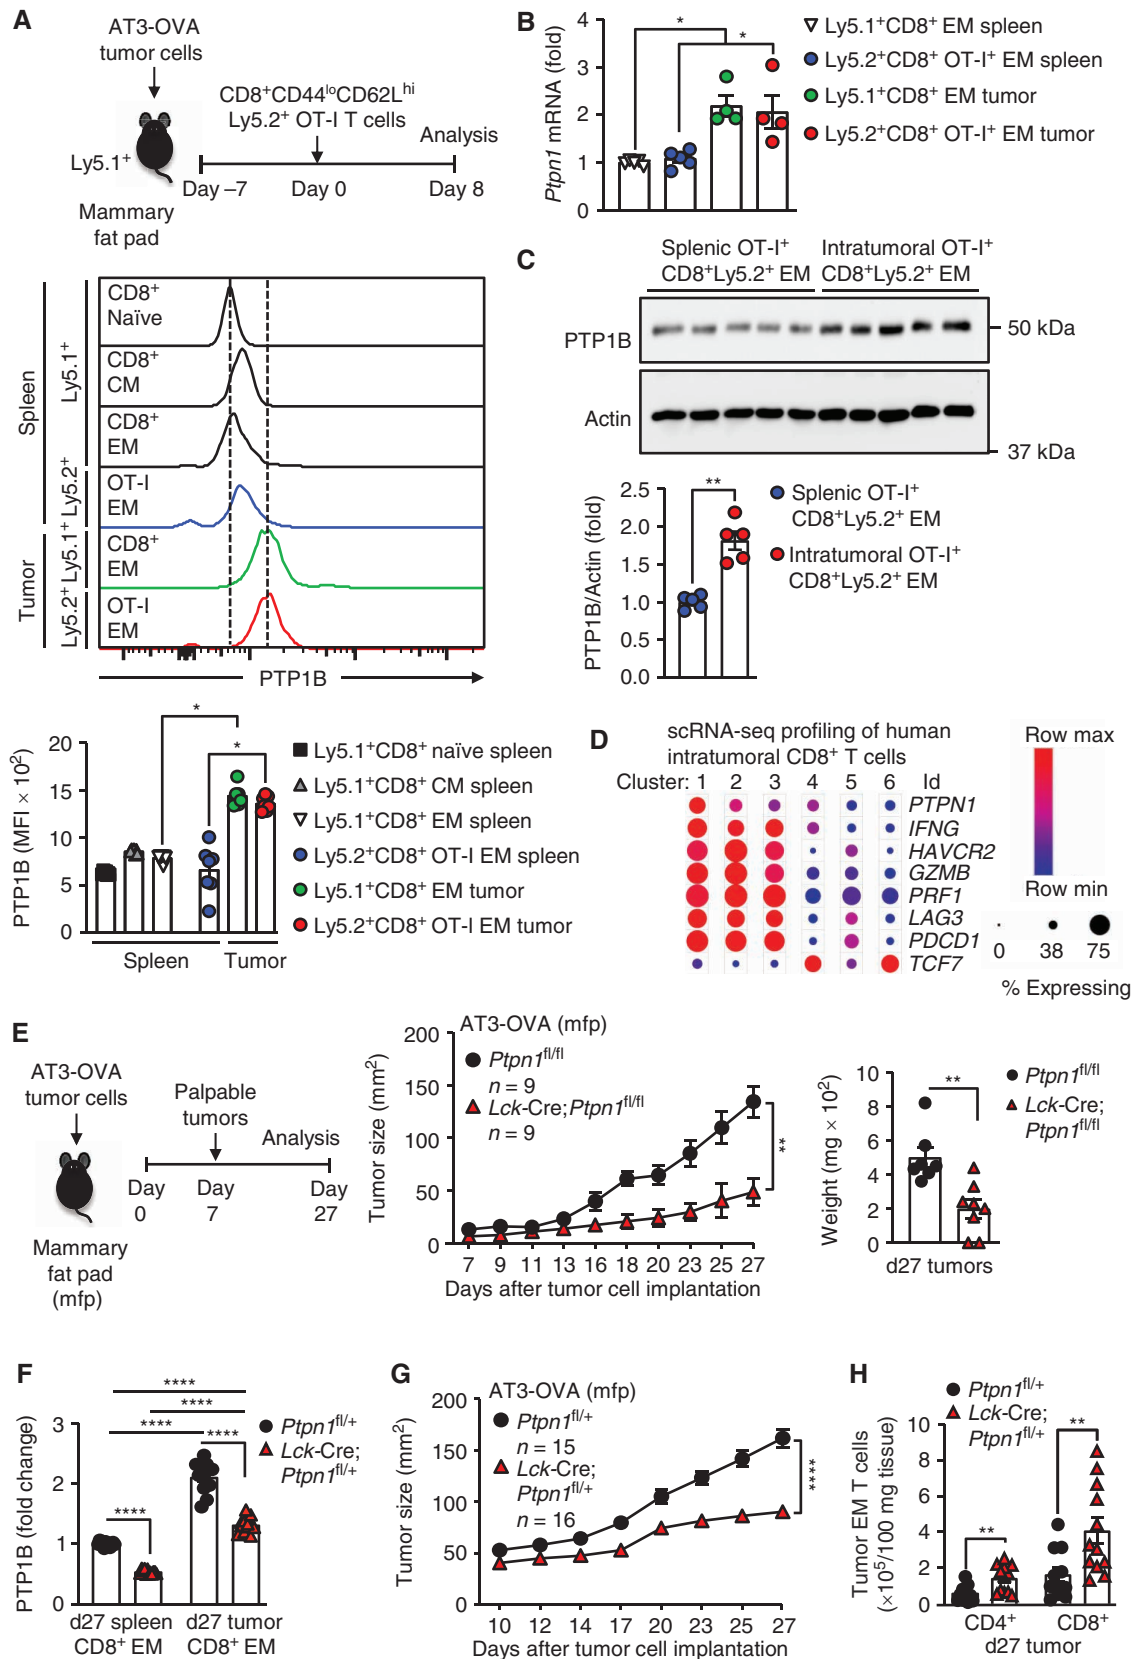 A
AT3-OVA
tumor cells
CD8+CD44loCD62Lhi
Ly5.2+ OT-I T cells
Analysis
Ly5.1+
Day –7
Day 0
Day 8
Mammary
fat pad
Spleen
Tumor
Ly5.1+
Ly5.2+
Ly5.1+
Ly5.2+
CD8+
Naïve
CD8+
CM
CD8+
EM
OT-I
EM
CD8+
EM
OT-I
EM
PTP1B
PTP1B (MFI × 10²)
20
15
10
5
0
*
*
Spleen
Tumor
Ly5.1+CD8+ naïve spleen
Ly5.1+CD8+ CM spleen
Ly5.1+CD8+ EM spleen
Ly5.2+CD8+ OT-I EM spleen
Ly5.1+CD8+ EM tumor
Ly5.2+CD8+ OT-I EM tumor
B
Ptpn1 mRNA (fold)
4
3
2
1
0
*
*
Ly5.1+CD8+ EM spleen
Ly5.2+CD8+ OT-I+ EM spleen
Ly5.1+CD8+ EM tumor
Ly5.2+CD8+ OT-I+ EM tumor
C
Splenic OT-I+
CD8+Ly5.2+ EM
Intratumoral OT-I+
CD8+Ly5.2+ EM
PTP1B
50 kDa
Actin
37 kDa
PTP1B/Actin (fold)
2.5
2.0
1.5
1.0
0.5
0.0
**
Splenic OT-I+
CD8+Ly5.2+ EM
Intratumoral OT-I+
CD8+Ly5.2+ EM
D
scRNA-seq profiling of human
intratumoral CD8+ T cells
Cluster: 1 2 3 4 5 6 Id
PTPN1
IFNG
HAVCR2
GZMB
PRF1
LAG3
PDCD1
TCF7
Row max
Row min
0 38 75
% Expressing
E
AT3-OVA
tumor cells
Palpable
tumors
Analysis
Day
0
Day
7
Day
27
Mammary
fat pad
(mfp)
AT3-OVA (mfp)
Tumor size (mm²)
200
150
100
50
0
Ptpn1fl/fl
n = 9
Lck-Cre;Ptpn1fl/fl
n = 9
**
7 9 11 13 16 18 20 23 25 27
Days after tumor cell implantation
Weight (mg × 10²)
10
8
6
4
2
0
**
d27 tumors
Ptpn1fl/fl
Lck-Cre;
Ptpn1fl/fl
F
PTP1B (fold change)
3
2
1
0
****
****
****
****
****
Ptpn1fl/+
Lck-Cre;
Ptpn1fl/+
d27 spleen
CD8+ EM
d27 tumor
CD8+ EM
G
AT3-OVA (mfp)
Tumor size (mm²)
200
150
100
50
0
Ptpn1fl/+
n = 15
Lck-Cre;
Ptpn1fl/+
n = 16
****
10 12 14 17 20 23 25 27
Days after tumor cell implantation
H
Ptpn1fl/+
Lck-Cre;
Ptpn1fl/+
Tumor EM T cells
(×10⁵/100 mg tissue)
10
8
6
4
2
0
**
**
CD4+
CD8+
d27 tumor